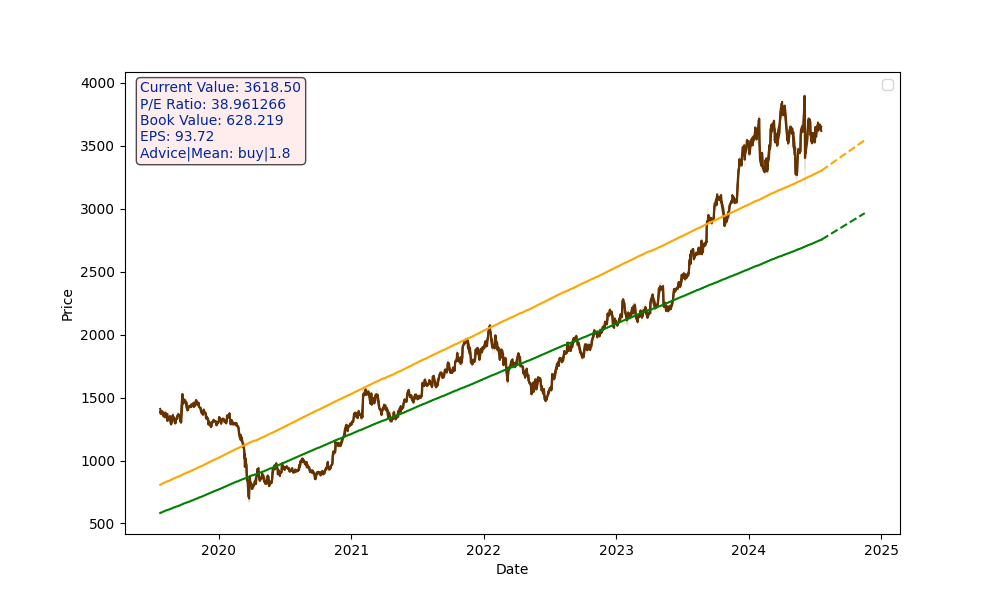 Current Value: 3618.50
P/E Ratio: 38.961266
Book Value: 628.219
EPS: 93.72
Advice|Mean: buy|1.8
4000
3500
3000
2500
2000
1500
1000
500
Price
2020
2021
2022
2023
2024
2025
Date